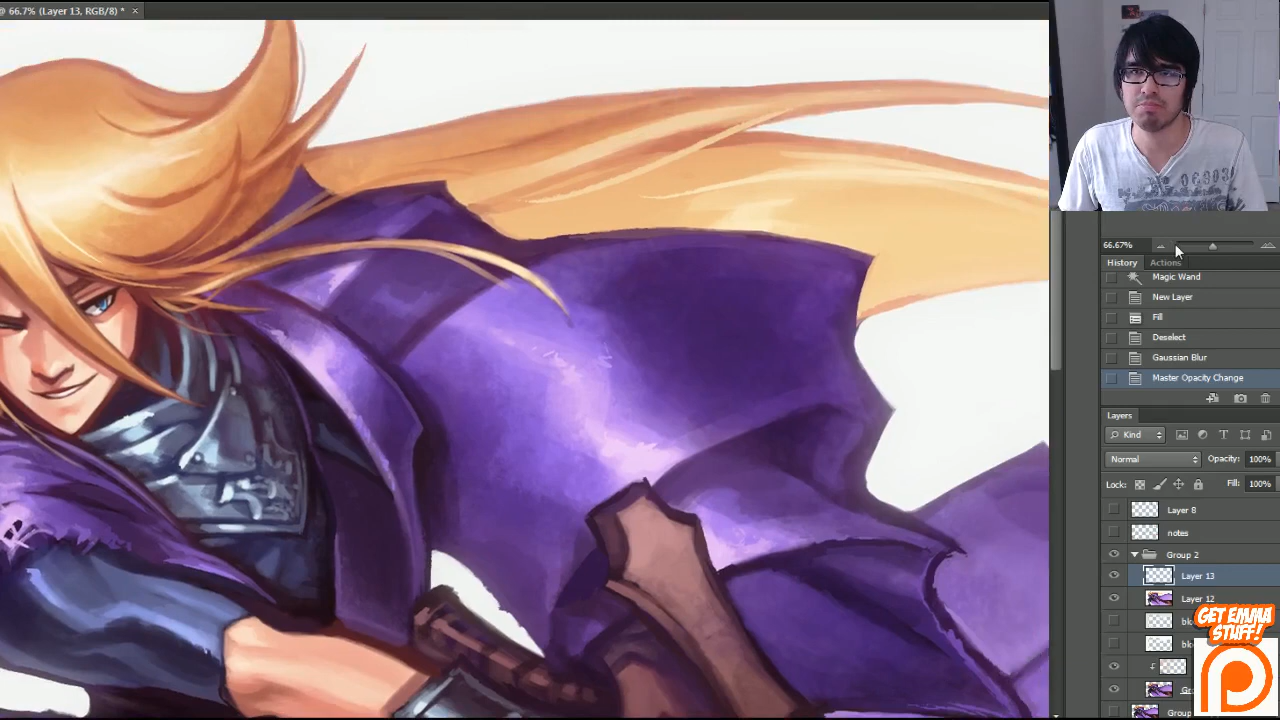 @ 66.7% (Layer 13, RGB/8) * ×
66.67%
History Actions
Magic Wand
New Layer
Fill
Deselect
Gaussian Blur
Master Opacity Change
Layers
Kind
Normal Opacity: 100%
Lock: Fill: 100%
Layer 8
notes
Group 2
Layer 13
Layer 12
GET EMMA
STUFF!
Group